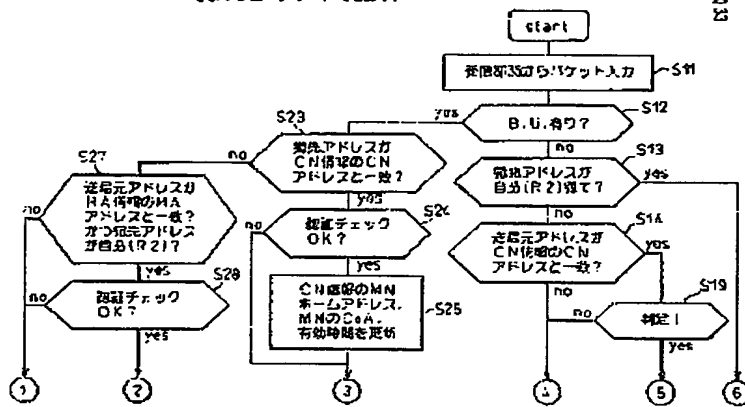 start
受信部35からパケット入力
S11
S12
B.U.有り?
yes
no
S23
宛先アドレスが
CN情報のCN
アドレスと一致?
no
yes
S13
宛先アドレスが
自分(R2)宛て?
yes
no
S27
送信元アドレスが
HA情報のHA
アドレスと一致?
かつ宛先アドレス
が自分(R2)?
no
yes
S24
認証チェック
OK?
no
yes
S14
送信元アドレスが
CN情報のCN
アドレスと一致?
yes
no
S28
認証チェック
OK?
no
yes
S25
CN情報のMN
ホームアドレス,
MNのCoA,
有効時間を更新
S19
判定1
no
yes
1
2
3
4
5
6